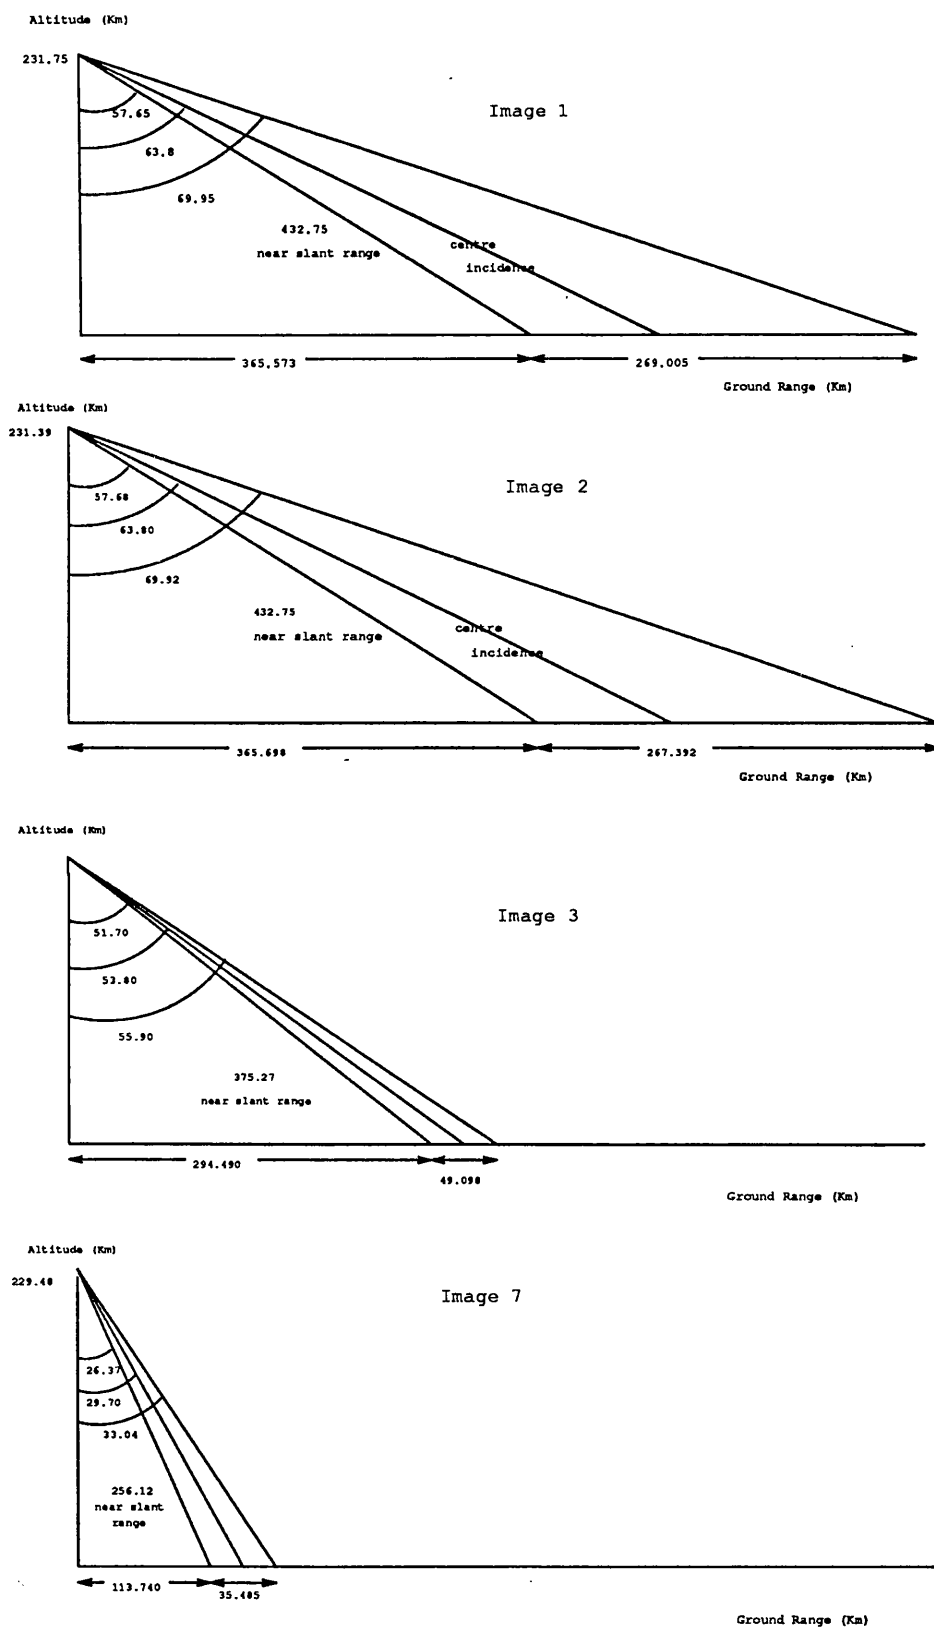 Altitude (Km)
231.75
Image 1
57.65
63.8
69.95
432.75
near slant range
centre
incidence
365.573
269.005
Ground Range (Km)
Altitude (Km)
231.39
Image 2
57.68
63.80
69.92
432.75
near slant range
centre
incidence
365.698
267.392
Ground Range (Km)
Altitude (Km)
Image 3
51.70
53.80
55.90
375.27
near slant range
294.490
49.098
Ground Range (Km)
Altitude (Km)
229.48
Image 7
26.37
29.70
33.04
256.12
near slant
range
113.740
35.485
Ground Range (Km)